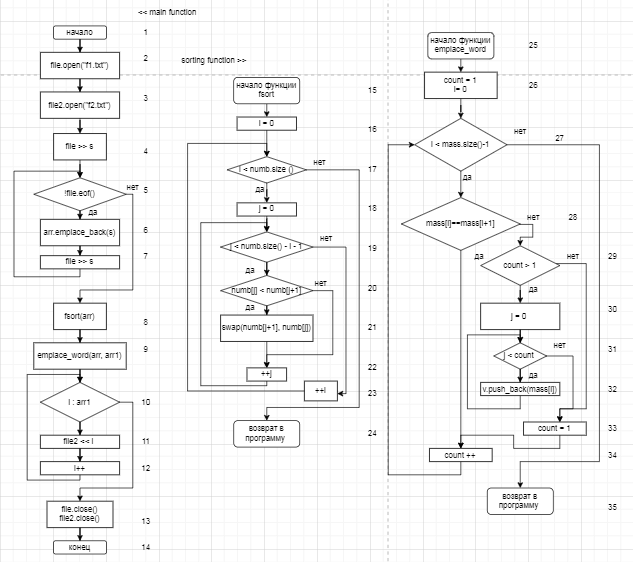 << main function
начало
1
file.open("f1.txt")
2
file2.open("f2.txt")
3
file >> s
4
!file.eof()
нет
5
да
arr.emplace_back(s)
6
file >> s
7
fsort(arr)
8
emplace_word(arr, arr1)
9
I : arr1
10
file2 << I
11
I++
12
file.close()
file2.close()
13
конец
14
sorting function >>
начало функции
fsort
15
I = 0
16
I < numb.size ()
нет
17
да
j = 0
18
j < numb.size() - I - 1
нет
19
да
numb[j] < numb[j+1]
нет
20
да
swap(numb[j+1], numb[j])
21
++j
22
++I
23
возврат в
программу
24
начало функции
emplace_word
25
count = 1
I= 0
26
I < mass.size()-1
нет
27
да
mass[I]==mass[I+1]
нет
28
да
count > 1
нет
29
да
j = 0
30
j < count
нет
31
да
v.push_back(mass[I])
32
count = 1
33
count ++
34
возврат в
программу
35